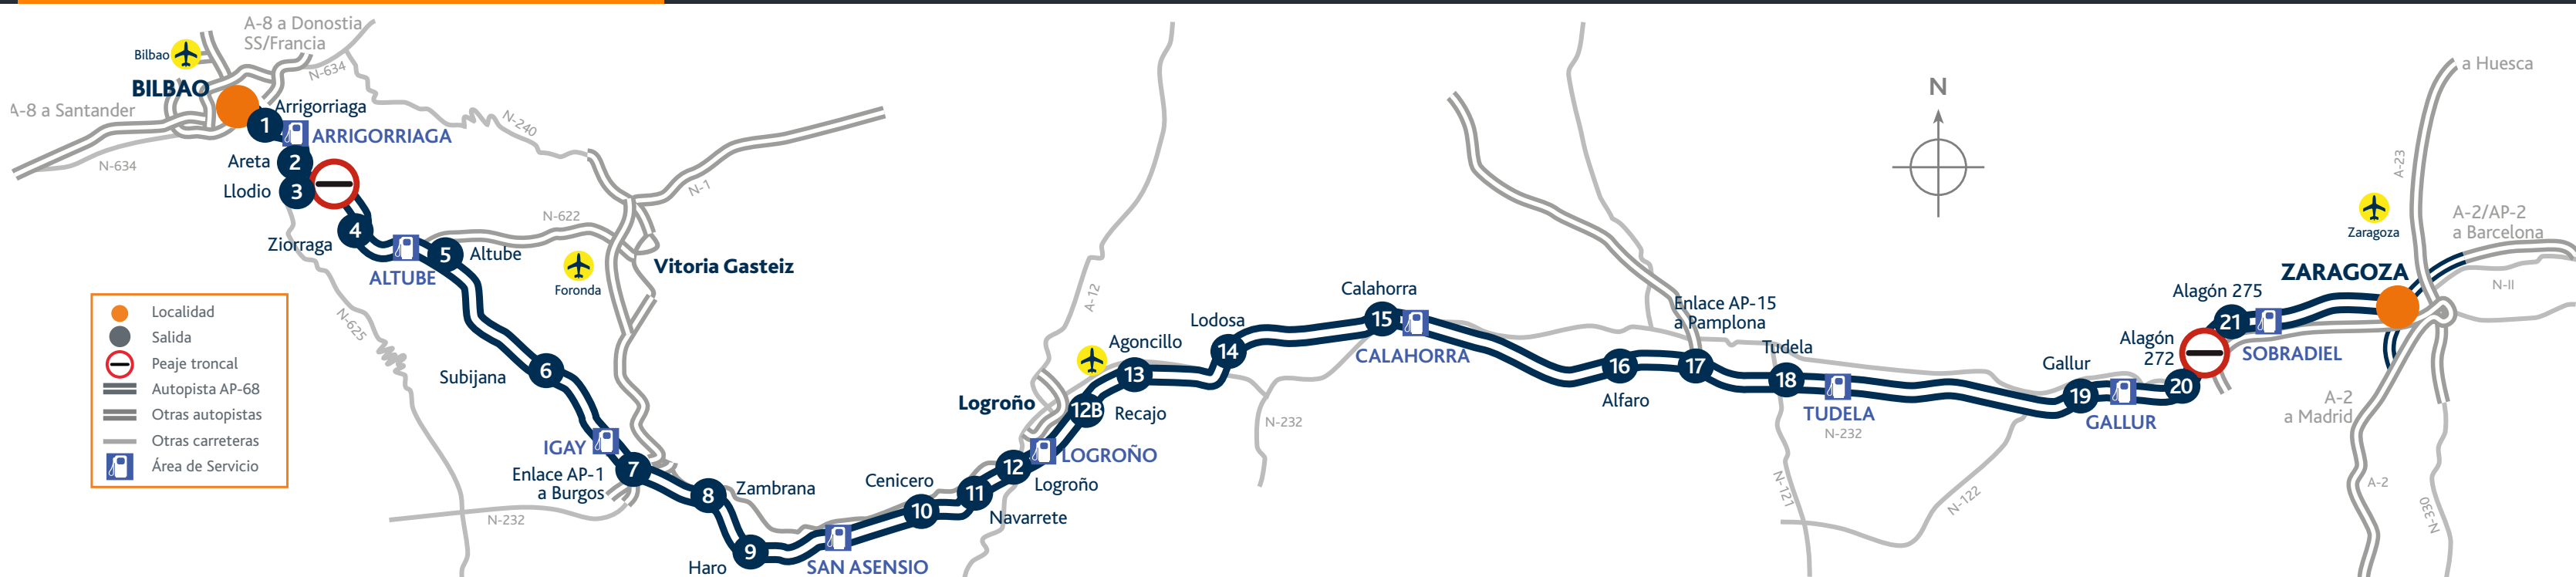 A-8 a Donostia
SS/Francia
Bilbao
BILBAO
N-634
A-8 a Santander
Arrigorriaga
1
ARRIGORRIAGA
N-240
N-634
Areta
2
Llodio
3
4
Ziorraga
ALTUBE
5
Altube
N-622
N-1
Foronda
Vitoria Gasteiz
N-625
Localidad
Salida
Peaje troncal
Autopista AP-68
Otras autopistas
Otras carreteras
Área de Servicio
Subijana
6
IGAY
Enlace AP-1
a Burgos
7
N-232
8
Zambrana
9
Haro
SAN ASENSIO
Cenicero
10
11
Navarrete
12
Logroño
LOGROÑO
Logroño
12B
Recajo
A-12
Agoncillo
13
Lodosa
14
N-232
Calahorra
15
CALAHORRA
16
Alfaro
Enlace AP-15
a Pamplona
17
Tudela
18
TUDELA
N-232
N-121
N-122
N
Gallur
19
GALLUR
Alagón
272
20
Alagón 275
21
SOBRADIEL
Zaragoza
ZARAGOZA
a Huesca
A-23
A-2/AP-2
a Barcelona
N-II
A-2
a Madrid
A-2
N-330